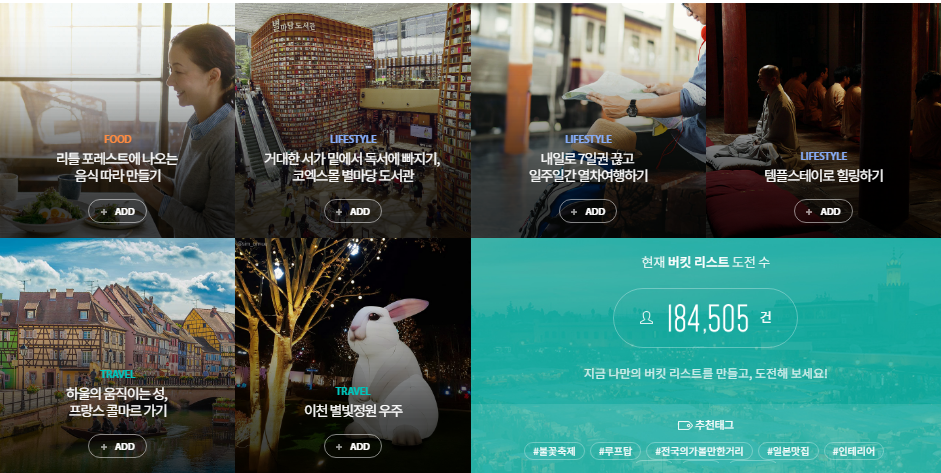 별마당 도서관
FOOD
리틀 포레스트에 나오는
음식 따라 만들기
+ ADD
LIFESTYLE
거대한 서가 밑에서 독서에 빠지기,
코엑스몰 별마당 도서관
+ ADD
LIFESTYLE
내일로 7일권 끊고
일주일간 열차여행하기
+ ADD
LIFESTYLE
템플스테이로 힐링하기
+ ADD
TRAVEL
하울의 움직이는 성,
프랑스 콜마르 가기
+ ADD
TRAVEL
이천 별빛정원 우주
+ ADD
현재 버킷 리스트 도전 수
184,505 건
지금 나만의 버킷 리스트를 만들고, 도전해 보세요!
추천태그
#불꽃축제 #루프탑 #전국의가볼만한거리 #일본맛집 #인테리어